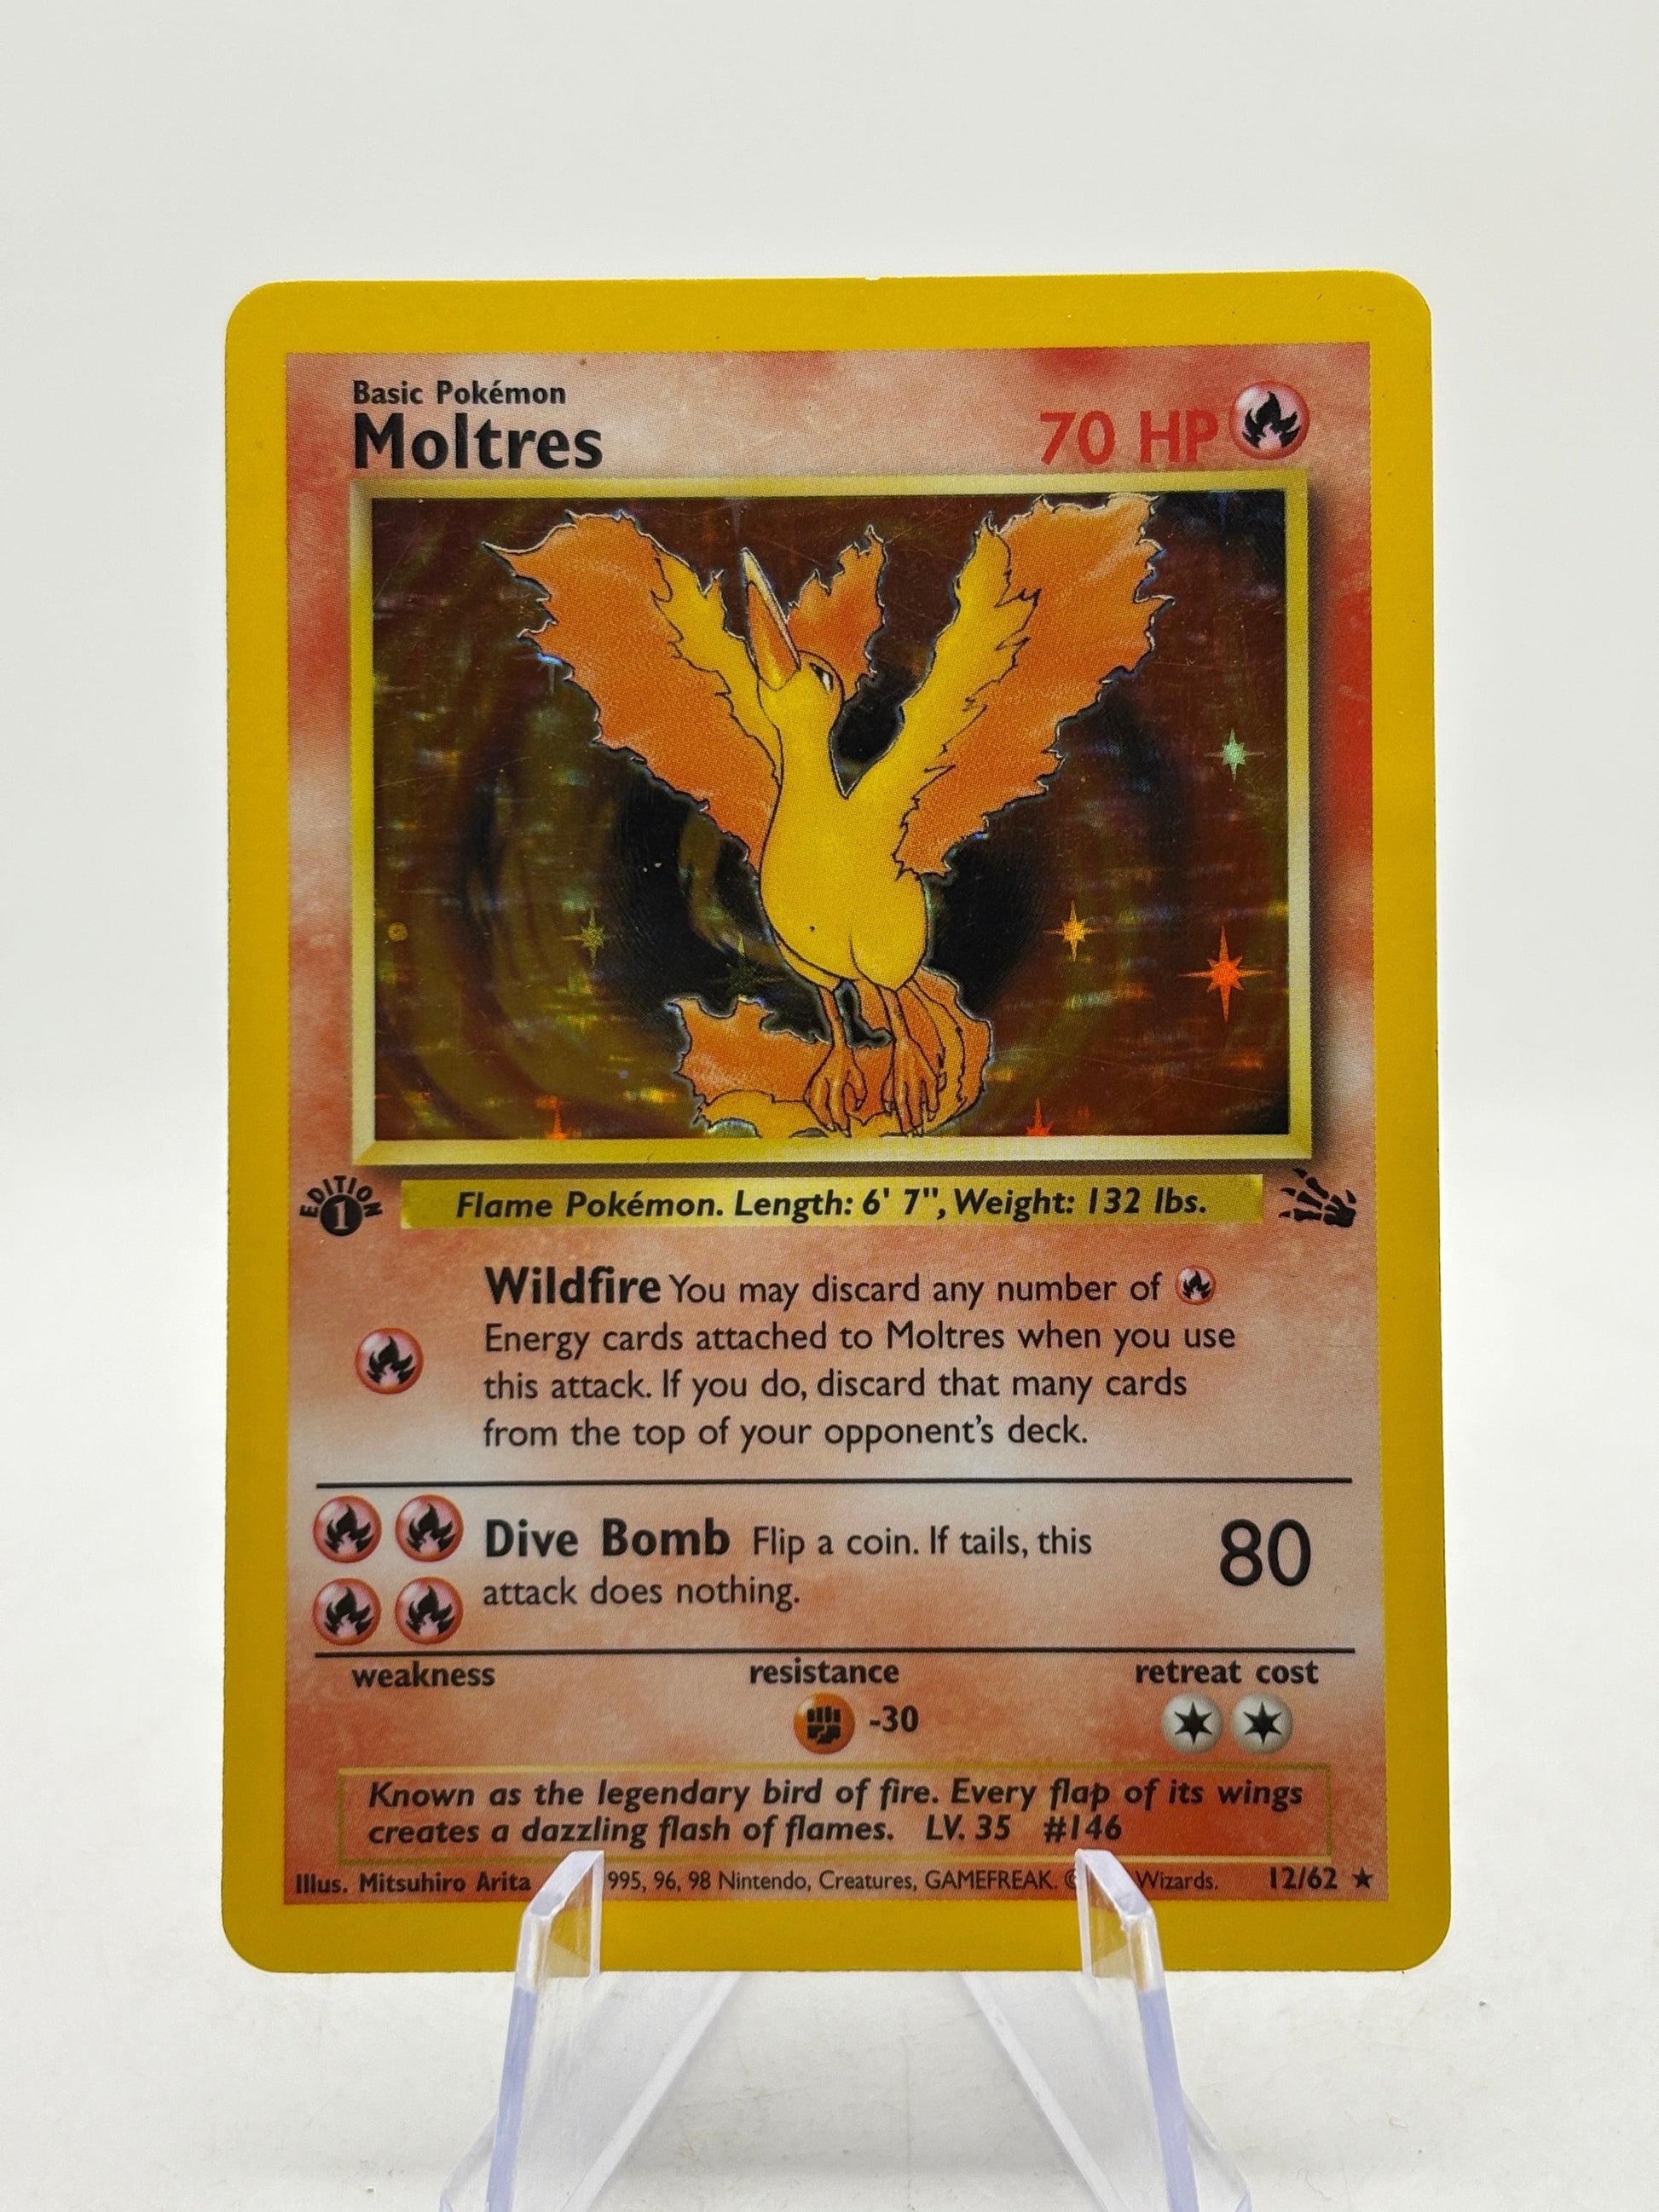 Basic Pokémon
Moltres
70 HP
EDITION
1
Flame Pokémon. Length: 6' 7", Weight: 132 lbs.
Wildfire You may discard any number of
Energy cards attached to Moltres when you use
this attack. If you do, discard that many cards
from the top of your opponent's deck.
Dive Bomb Flip a coin. If tails, this
attack does nothing.
80
weakness
resistance
retreat cost
-30
Known as the legendary bird of fire. Every flap of its wings
creates a dazzling flash of flames. LV. 35 #146
Illus. Mitsuhiro Arita 995, 96, 98 Nintendo, Creatures, GAMEFREAK. © Wizards. 12/62 ★